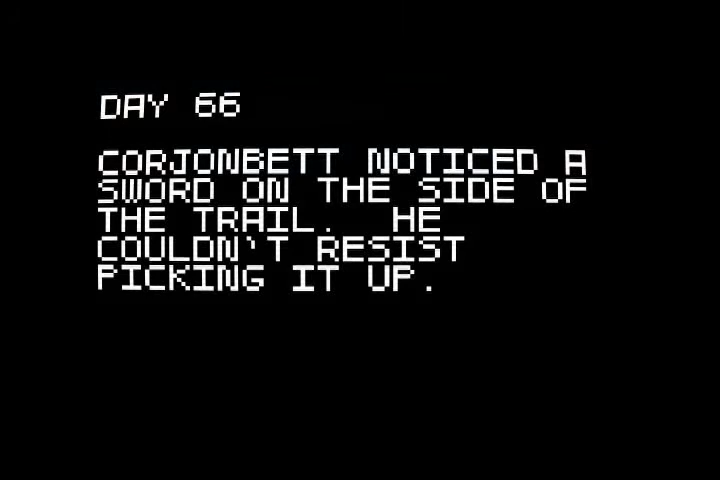 DAY 66
CORJONBETT NOTICED A
SWORD ON THE SIDE OF
THE TRAIL.  HE
COULDN'T RESIST
PICKING IT UP.